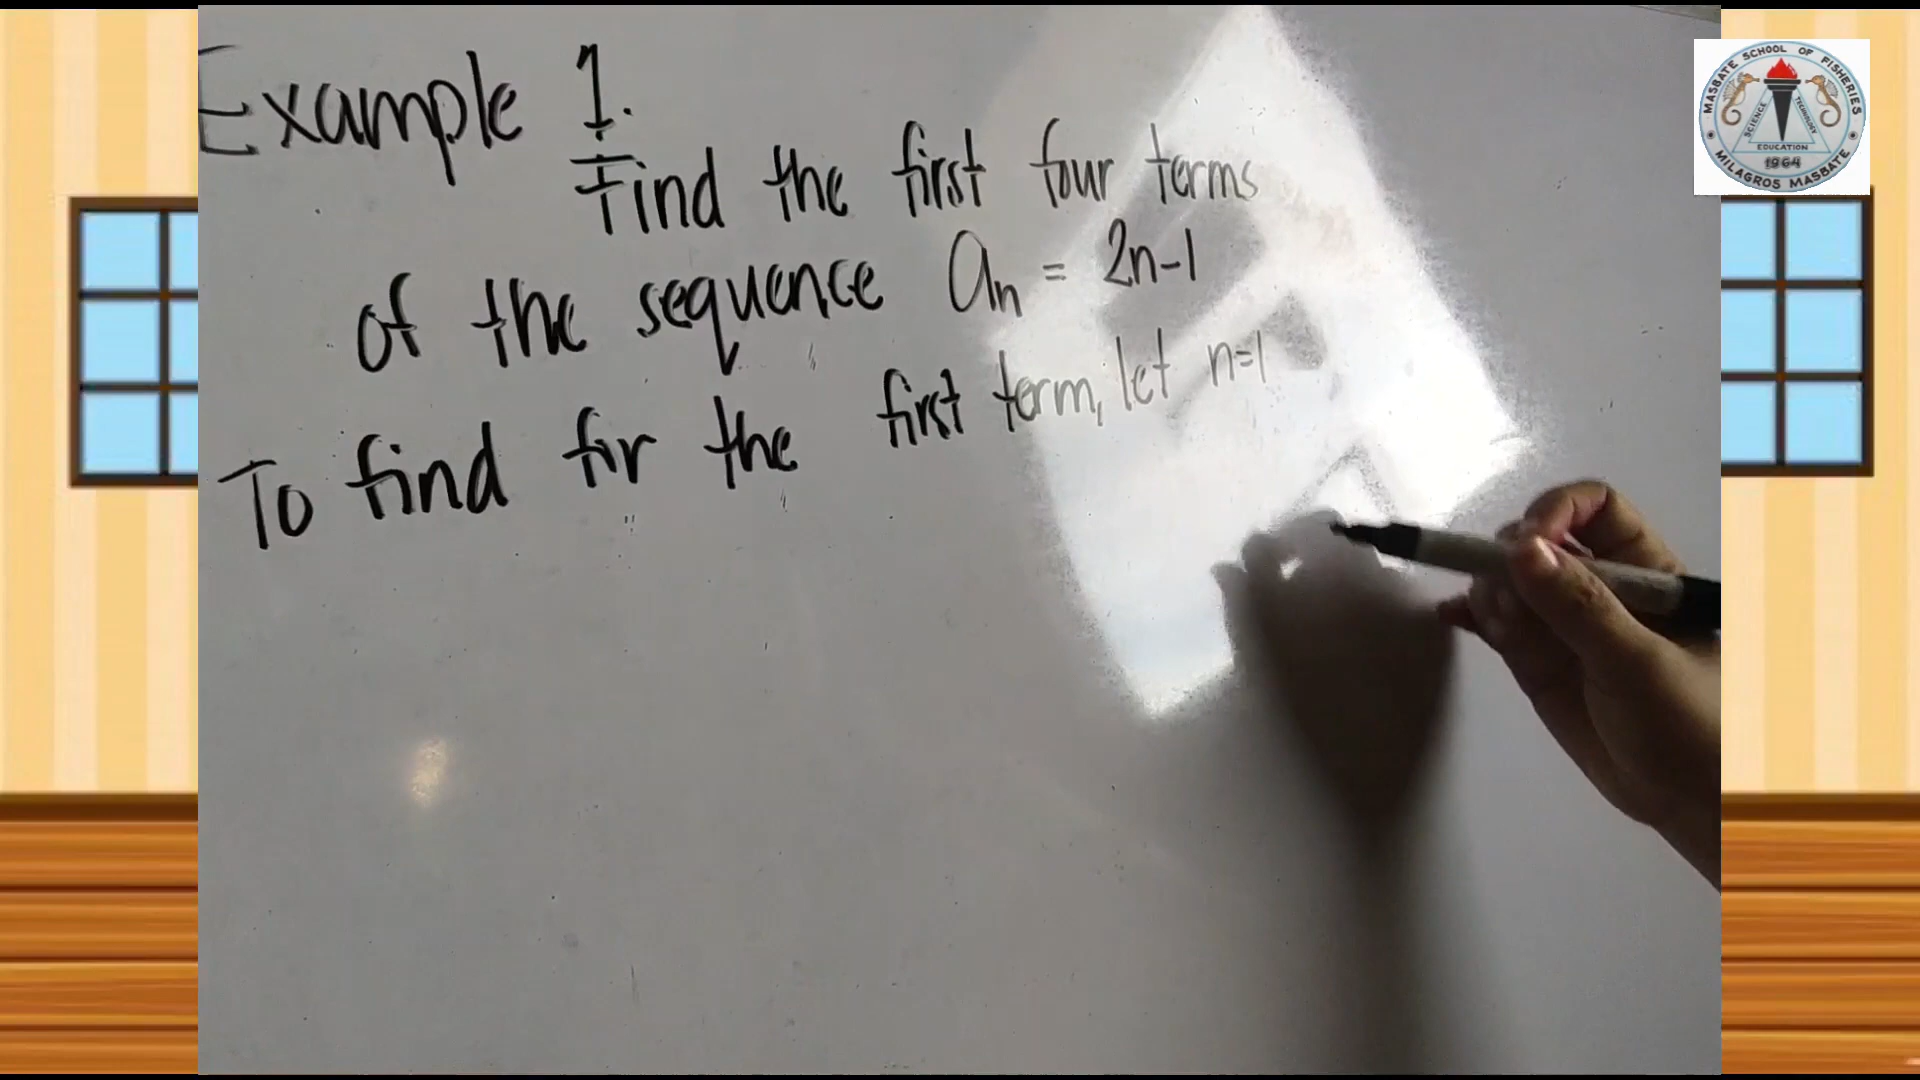 Example 1.
Find the first four terms
of the sequence an = 2n-1
To find fir the first term, let n=1
MASBATE SCHOOL OF FISHERIES
SCIENCE
TECHNOLOGY
EDUCATION
1964
MILAGROS MASBATE